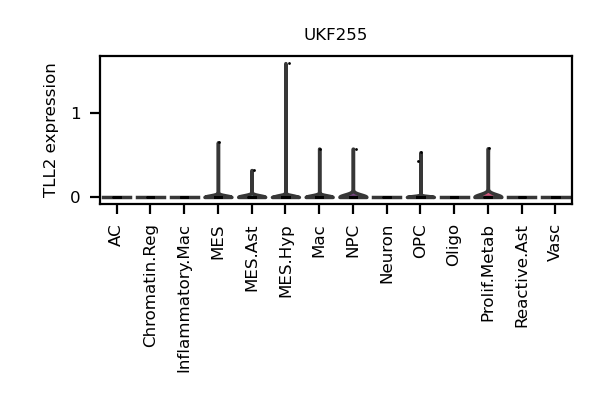 UKF255
TLL2 expression
1
0
AC
Chromatin.Reg
Inflammatory.Mac
MES
MES.Ast
MES.Hyp
Mac
NPC
Neuron
OPC
Oligo
Prolif.Metab
Reactive.Ast
Vasc